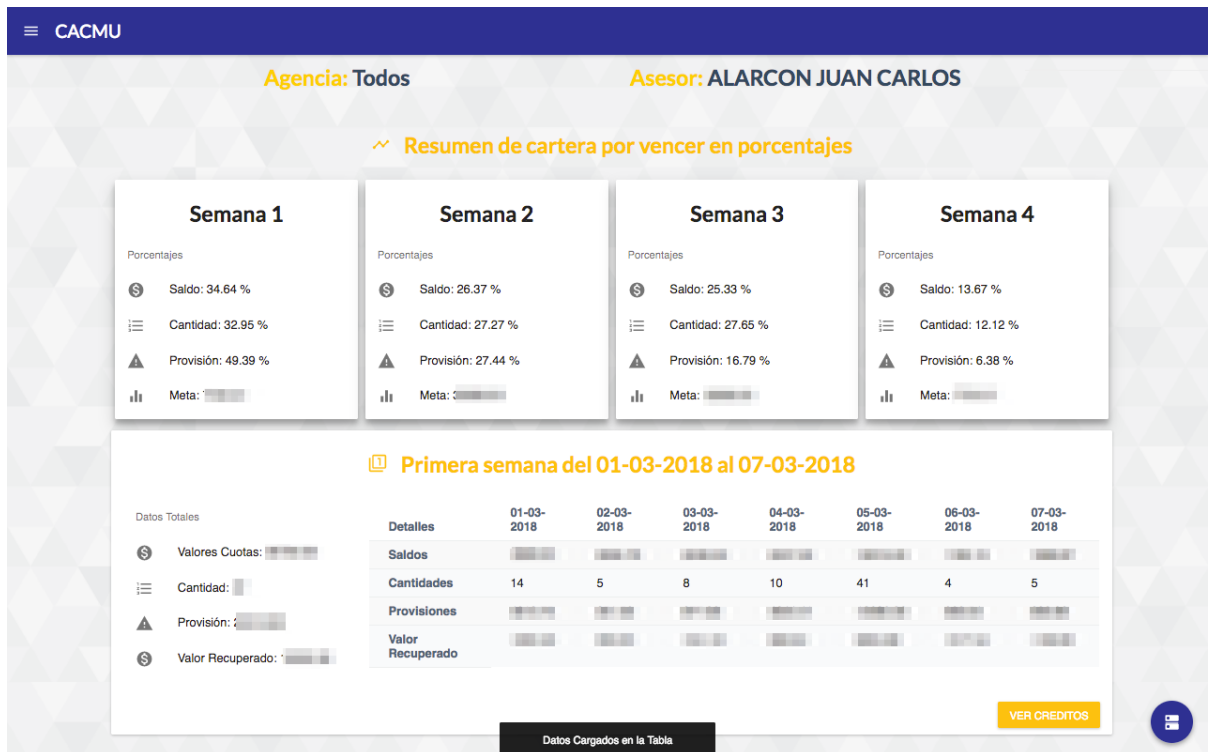 CACMU
Agencia: Todos
Asesor: ALARCON JUAN CARLOS
Resumen de cartera por vencer en porcentajes
Semana 1
Porcentajes
Saldo: 34.64 %
Cantidad: 32.95 %
Provisión: 49.39 %
Meta:
Semana 2
Porcentajes
Saldo: 26.37 %
Cantidad: 27.27 %
Provisión: 27.44 %
Meta:
Semana 3
Porcentajes
Saldo: 25.33 %
Cantidad: 27.65 %
Provisión: 16.79 %
Meta:
Semana 4
Porcentajes
Saldo: 13.67 %
Cantidad: 12.12 %
Provisión: 6.38 %
Meta:
1 Primera semana del 01-03-2018 al 07-03-2018
Datos Totales
Valores Cuotas:
Cantidad:
Provisión:
Valor Recuperado:
Detalles 01-03-2018 02-03-2018 03-03-2018 04-03-2018 05-03-2018 06-03-2018 07-03-2018
Saldos
Cantidades 14 5 8 10 41 4 5
Provisiones
Valor
Recuperado
VER CREDITOS
Datos Cargados en la Tabla